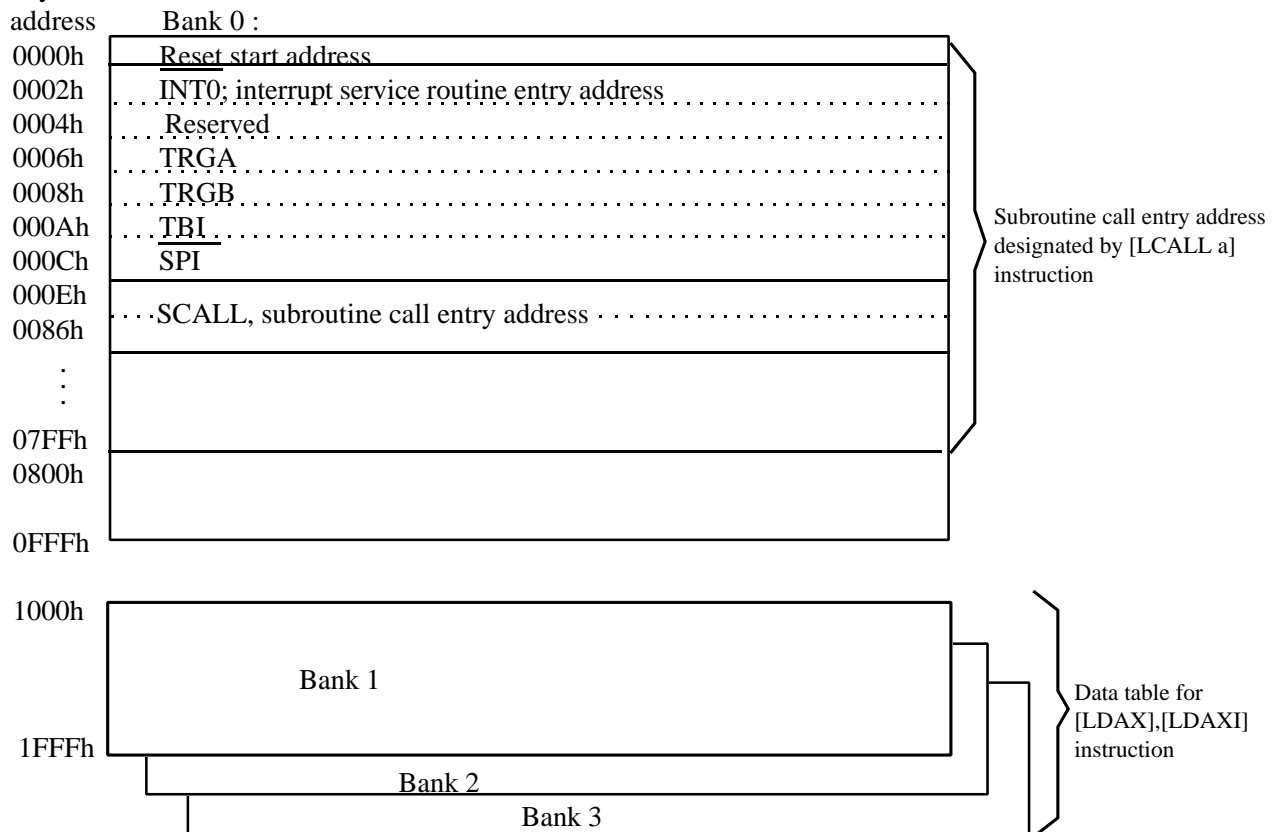 address Bank 0 :
0000h Reset start address
0002h INT0; interrupt service routine entry address
0004h Reserved
0006h TRGA
0008h TRGB
000Ah TBI
000Ch SPI
000Eh
0086h SCALL, subroutine call entry address
.
.
.
07FFh
0800h
0FFFh
Subroutine call entry address
designated by [LCALL a]
instruction
1000h
Bank 1
1FFFh
Bank 2
Bank 3
Data table for
[LDAX],[LDAXI]
instruction